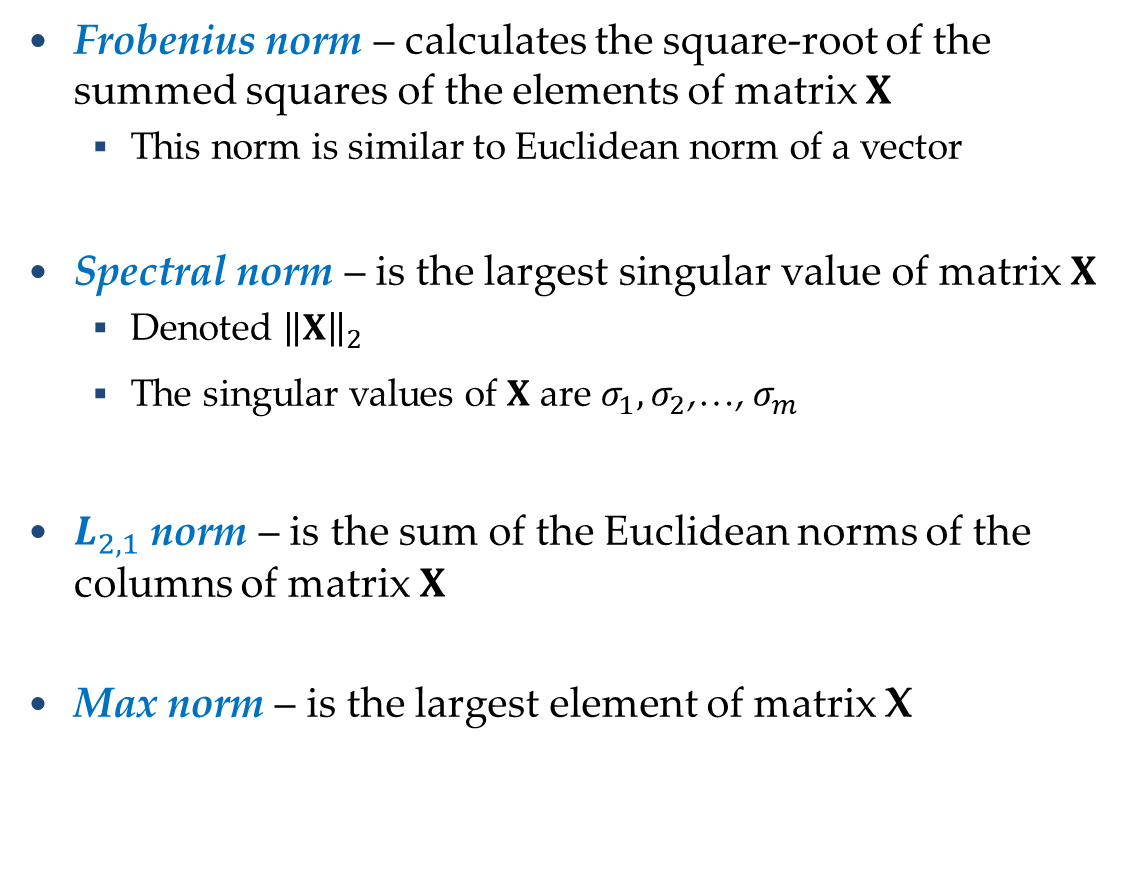 • Frobenius norm – calculates the square-root of the
summed squares of the elements of matrix X
▪ This norm is similar to Euclidean norm of a vector
• Spectral norm – is the largest singular value of matrix X
▪ Denoted ‖X‖₂
▪ The singular values of X are σ₁, σ₂,…, σₘ
• L₂,₁ norm – is the sum of the Euclidean norms of the
columns of matrix X
• Max norm – is the largest element of matrix X